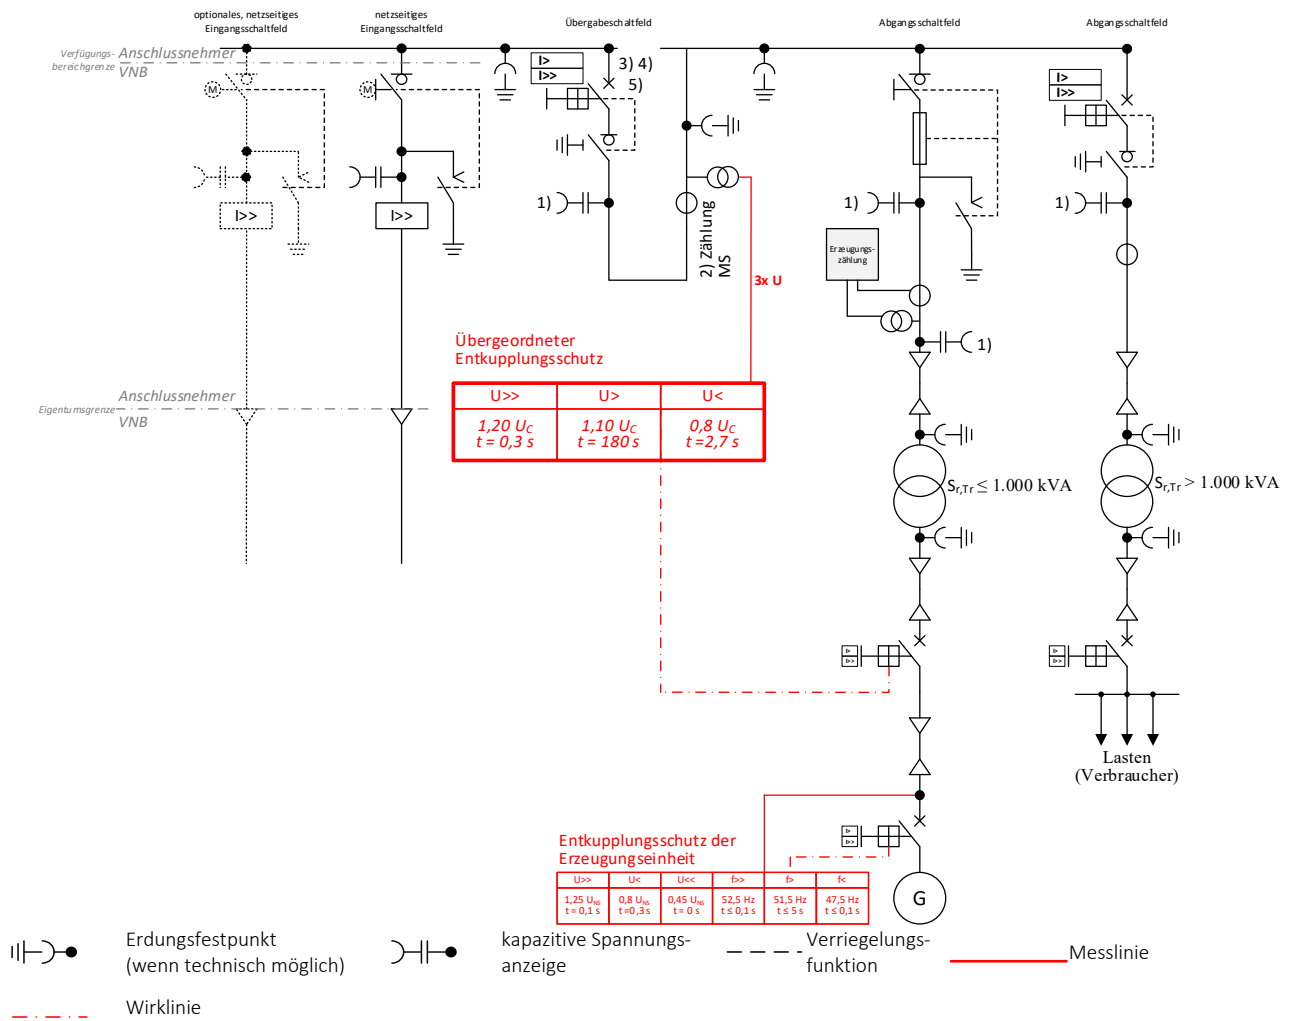 optionales, netzseitiges
Eingangsschaltfeld
netzseitiges
Eingangsschaltfeld
Übergabeschaltfeld
Abgangsschaltfeld
Abgangsschaltfeld
Verfügungs-
bereichgrenze
Anschlussnehmer
VNB
I>
I>>
3) 4)
5)
I>
I>>
M
M
1)
1)
1)
I>>
I>>
2) Zählung
MS
Erzeugungs-
zählung
3x U
1)
Übergeordneter
Entkupplungsschutz
U>> U> U<
1,20 UC 1,10 UC 0,8 UC
t = 0,3 s t = 180 s t =2,7 s
Eigentumsgrenze
Anschlussnehmer
VNB
Sr,Tr ≤ 1.000 kVA
Sr,Tr > 1.000 kVA
I>
I>>
I>
I>>
Lasten
(Verbraucher)
Entkupplungsschutz der
Erzeugungseinheit
I>
I>>
U>> U< U<< f>> f> f<
1,25 UNS 0,8 UNS 0,45 UNS 52,5 Hz 51,5 Hz 47,5 Hz
t = 0,1 s t =0,3 s t = 0 s t ≤ 0,1 s t ≤ 5 s t ≤ 0,1 s
G
Erdungsfestpunkt
(wenn technisch möglich)
kapazitive Spannungs-
anzeige
Verriegelungs-
funktion
Messlinie
Wirklinie